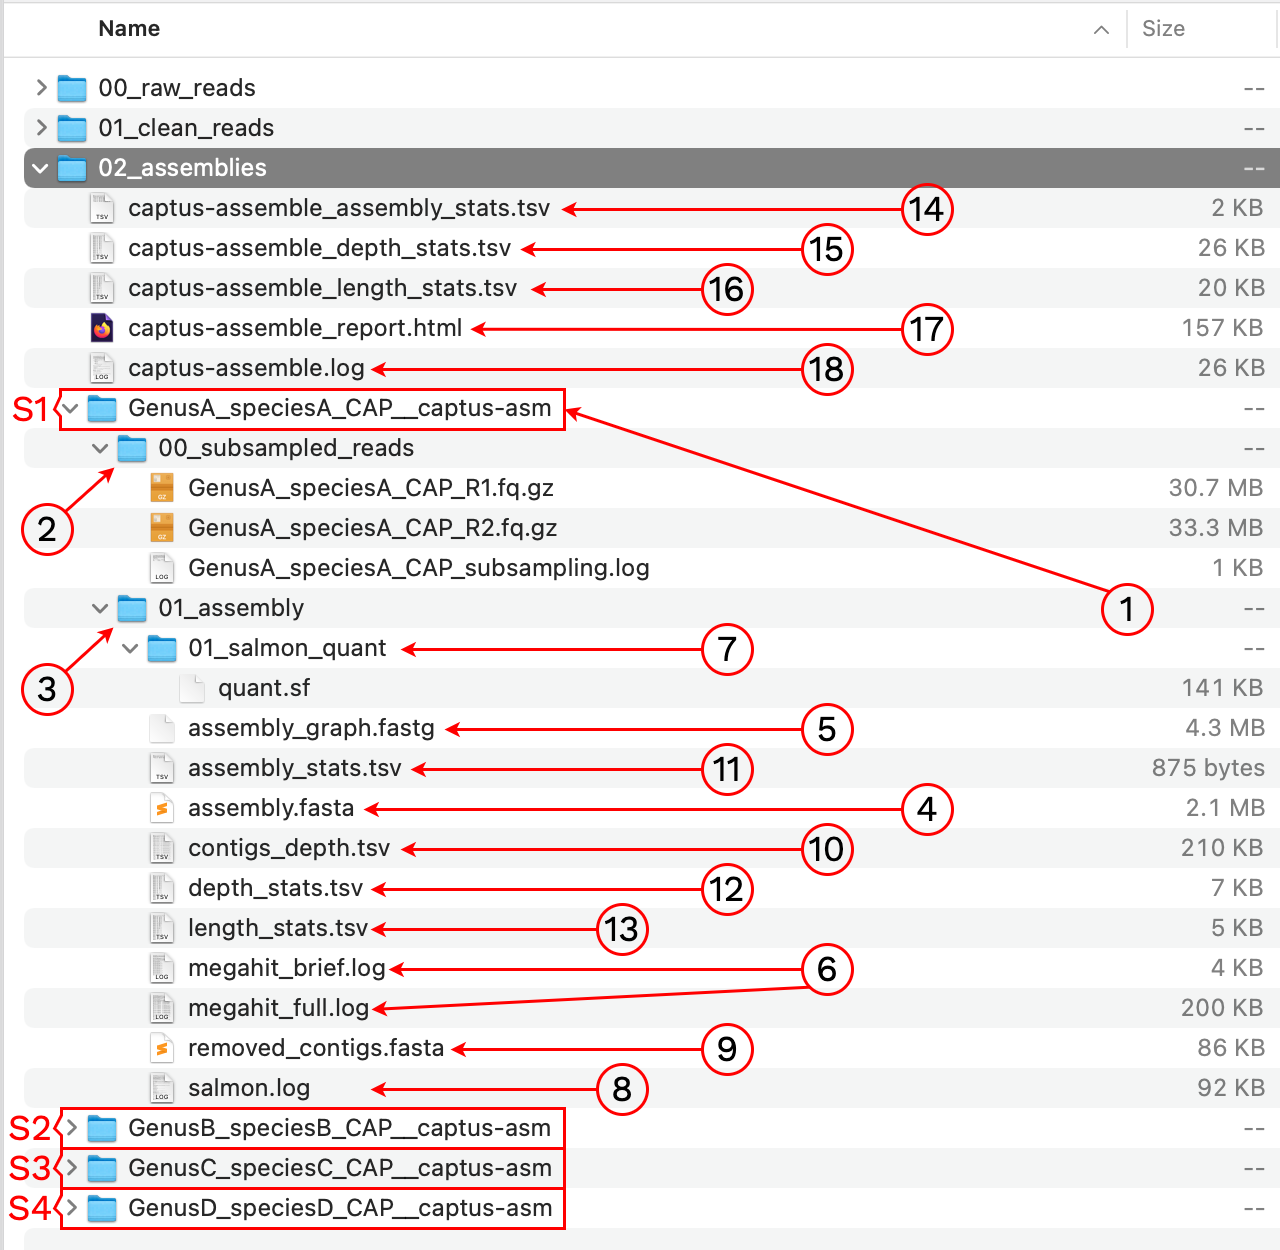 Name Size
00_raw_reads --
01_clean_reads --
02_assemblies --
captus-assemble_assembly_stats.tsv 14 2 KB
captus-assemble_depth_stats.tsv 15 26 KB
captus-assemble_length_stats.tsv 16 20 KB
captus-assemble_report.html 17 157 KB
captus-assemble.log 18 26 KB
S1 GenusA_speciesA_CAP__captus-asm --
00_subsampled_reads --
GenusA_speciesA_CAP_R1.fq.gz 30.7 MB
2 GenusA_speciesA_CAP_R2.fq.gz 33.3 MB
GenusA_speciesA_CAP_subsampling.log 1 KB
01_assembly 1 --
01_salmon_quant 7 --
3 quant.sf 141 KB
assembly_graph.fastg 5 4.3 MB
assembly_stats.tsv 11 875 bytes
assembly.fasta 4 2.1 MB
contigs_depth.tsv 10 210 KB
depth_stats.tsv 12 7 KB
length_stats.tsv 13 5 KB
megahit_brief.log 6 4 KB
megahit_full.log 200 KB
removed_contigs.fasta 9 86 KB
salmon.log 8 92 KB
S2 GenusB_speciesB_CAP__captus-asm --
S3 GenusC_speciesC_CAP__captus-asm --
S4 GenusD_speciesD_CAP__captus-asm --